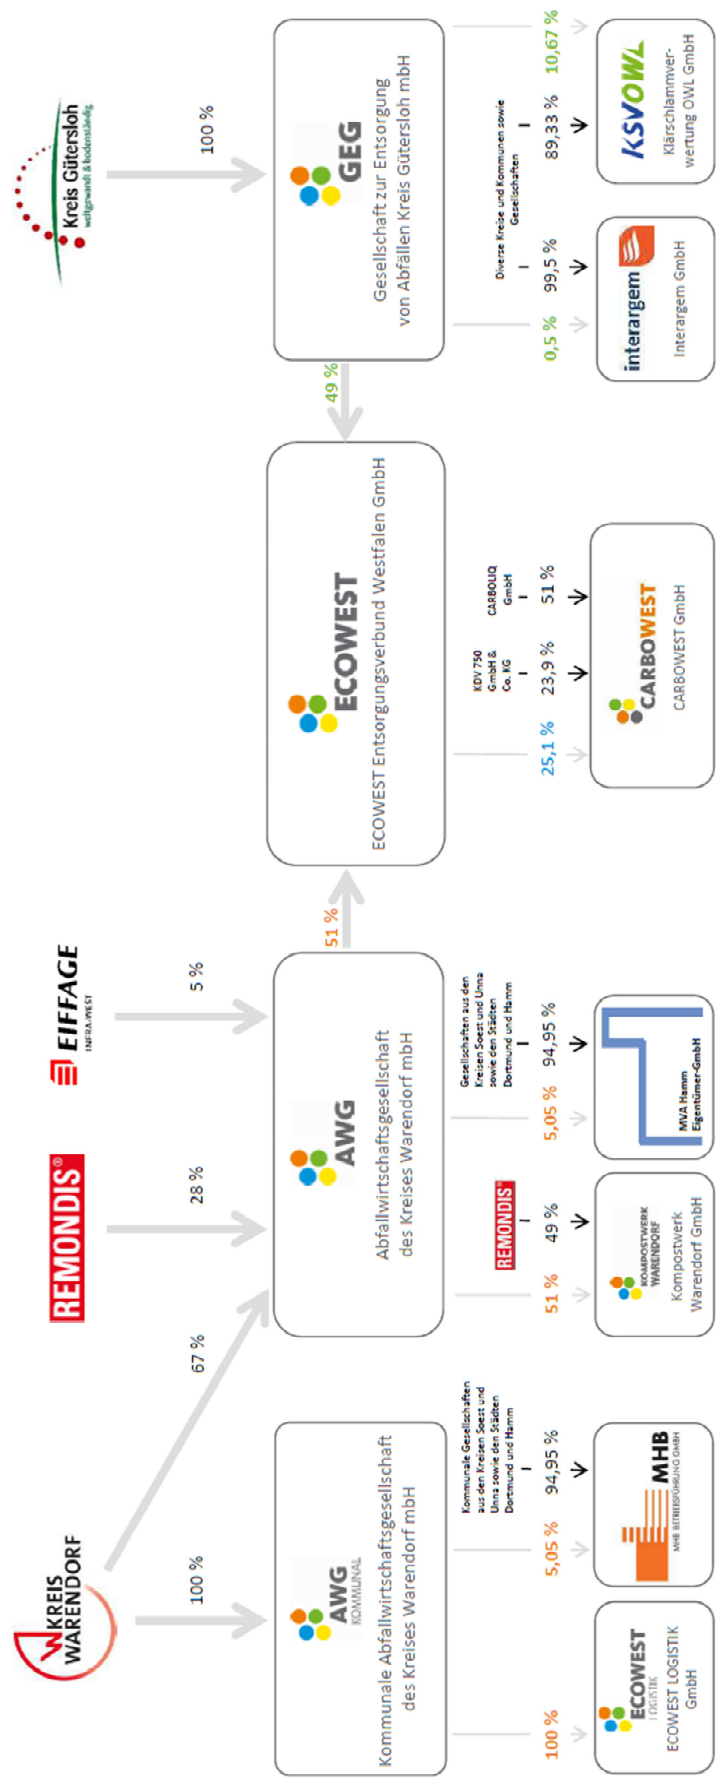 KREIS
WARENDORF
REMONDIS®
EIFFAGE
INFRA-WEST
Kreis Gütersloh
weltgewandt & bodenständig
100 %
67 %
28 %
5 %
100 %
AWG
KOMMUNAL
Kommunale Abfallwirtschaftsgesellschaft
des Kreises Warendorf mbH
AWG
Abfallwirtschaftsgesellschaft
des Kreises Warendorf mbH
51 %
ECOWEST
ECOWEST Entsorgungsverbund Westfalen GmbH
49 %
GEG
Gesellschaft zur Entsorgung
von Abfällen Kreis Gütersloh mbH
100 %
5,05 %
Kommunale Gesellschaften
aus den Kreisen Soest und
Unna sowie den Städten
Dortmund und Hamm
94,95 %
51 %
REMONDIS®
49 %
5,05 %
Gesellschaften aus den
Kreisen Soest und Unna
sowie den Städten
Dortmund und Hamm
94,95 %
25,1 %
KDV 750
GmbH &
Co. KG
23,9 %
CARBOLIQ
GmbH
51 %
0,5 %
Diverse Kreise und Kommunen sowie
Gesellschaften
99,5 %
89,33 %
10,67 %
ECOWEST
LOGISTIK
ECOWEST LOGISTIK
GmbH
MHB
MHB BETRIEBSFÜHRUNG GMBH
KOMPOSTWERK
WARENDORF
Kompostwerk
Warendorf GmbH
MVA Hamm
Eigentümer-GmbH
CARBOWEST
CARBOWEST GmbH
interargem
Interargem GmbH
KSVOWL
Klärschlammver-
wertung OWL GmbH